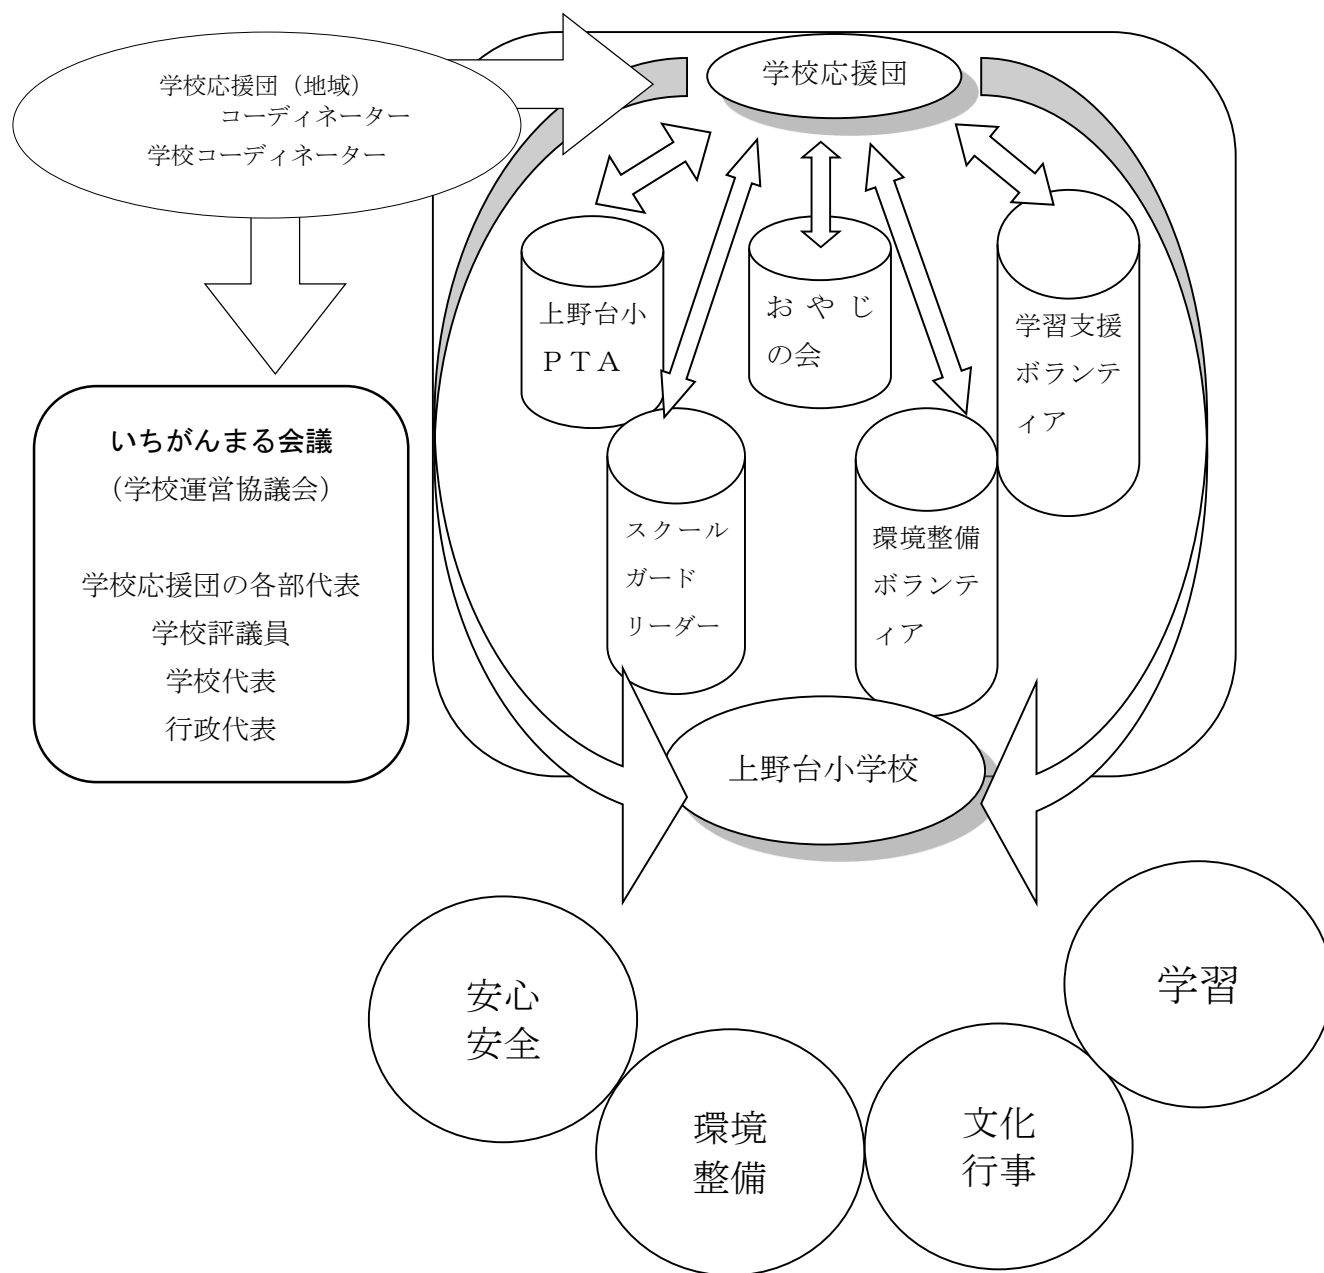 学校応援団（地域）
コーディネーター
学校コーディネーター
学校応援団
上野台小
ＰＴＡ
おやじ
の会
学習支援
ボランテ
ィア
スクール
ガード
リーダー
環境整備
ボランテ
ィア
いちがんまる会議
（学校運営協議会）
学校応援団の各部代表
学校評議員
学校代表
行政代表
上野台小学校
安心
安全
環境
整備
文化
行事
学習